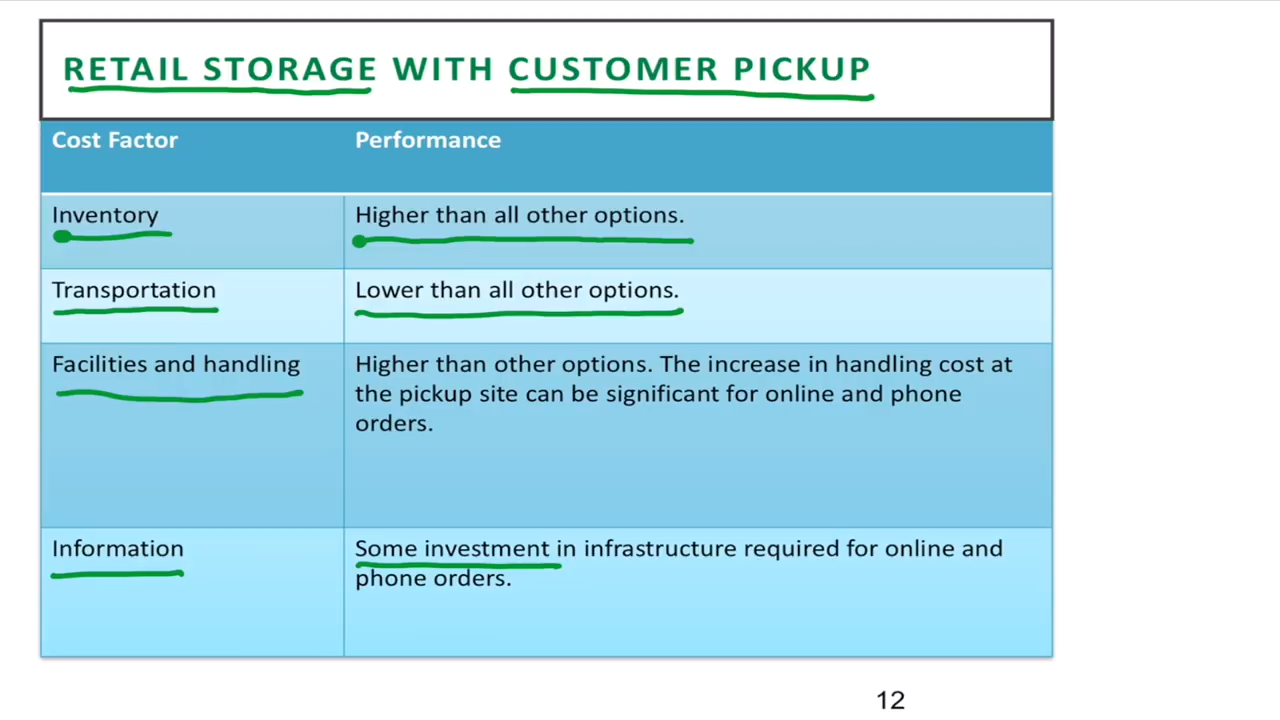 RETAIL STORAGE WITH CUSTOMER PICKUP
Cost Factor
Performance
Inventory
Higher than all other options.
Transportation
Lower than all other options.
Facilities and handling
Higher than other options. The increase in handling cost at
the pickup site can be significant for online and phone
orders.
Information
Some investment in infrastructure required for online and
phone orders.
12